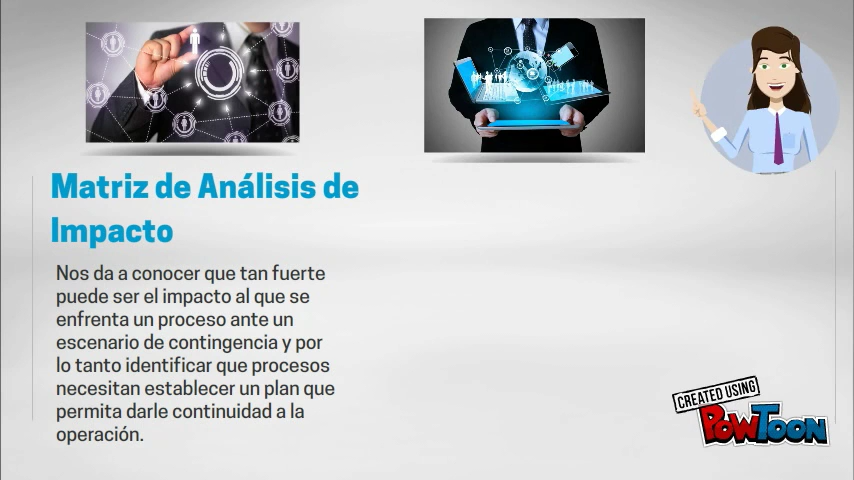 Matriz de Análisis de
Impacto
Nos da a conocer que tan fuerte
puede ser el impacto al que se
enfrenta un proceso ante un
escenario de contingencia y por
lo tanto identificar que procesos
necesitan establecer un plan que
permita darle continuidad a la
operación.
CREATED USING
POWTOON